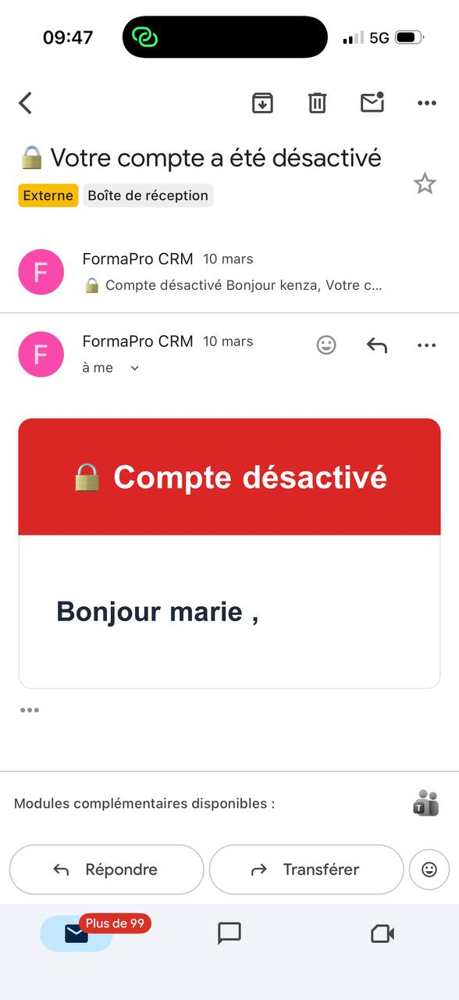 09:47
5G
🔒 Votre compte a été désactivé
Externe Boîte de réception
F
FormaPro CRM 10 mars
🔒 Compte désactivé Bonjour kenza, Votre c...
F
FormaPro CRM 10 mars
à me
🔒 Compte désactivé
Bonjour marie ,
Modules complémentaires disponibles :
T
Répondre
Transférer
Plus de 99